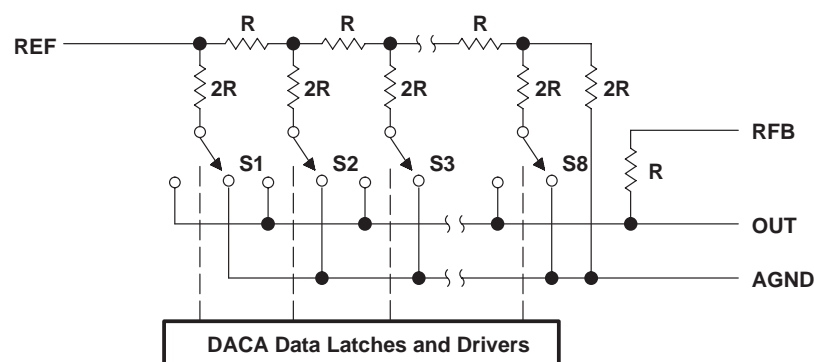 R R R
REF
2R 2R 2R 2R 2R
RFB
S1 S2 S3 S8
R
OUT
AGND
DACA Data Latches and Drivers